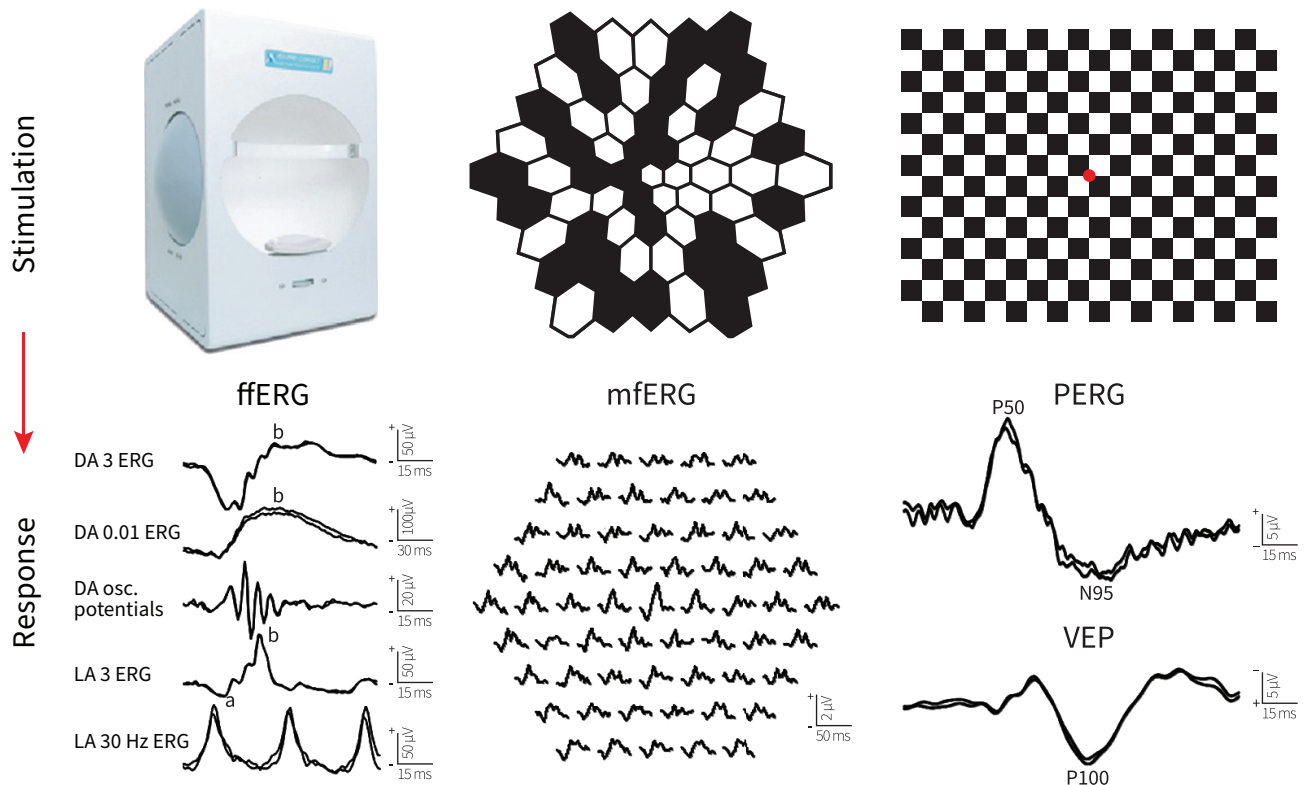 Stimulation
Response
ffERG
DA 3 ERG
b
+
-
50 µV
15 ms
DA 0.01 ERG
b
+
-
100µV
30 ms
DA osc.
potentials
+
-
20 µV
15 ms
LA 3 ERG
b
a
+
-
50 µV
15 ms
LA 30 Hz ERG
+
-
50 µV
15 ms
mfERG
+
-
2 µV
50 ms
PERG
P50
N95
+
−
5 µV
15 ms
VEP
P100
−
+
5 µV
15 ms